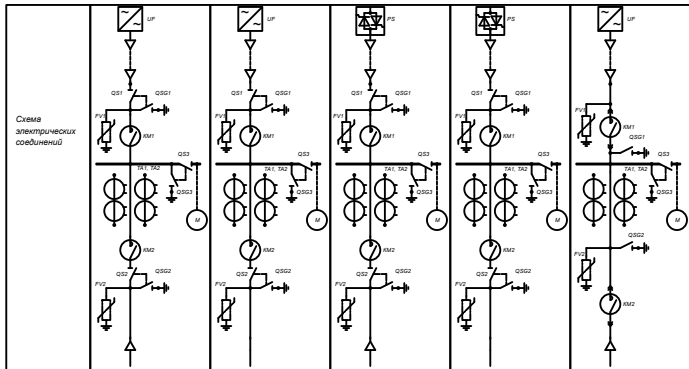 Схема
электрических
соединений
UF
QS1
QSG1
FV1
KM1
QS3
TA1, TA2
QSG3
M
KM2
QS2
QSG2
FV2
UF
QS1
QSG1
FV1
KM1
QS3
TA1, TA2
QSG3
M
KM2
QS2
QSG2
FV2
PS
QS1
QSG1
FV1
KM1
QS3
TA1, TA2
QSG3
M
KM2
QS2
QSG2
FV2
PS
QS1
QSG1
FV1
KM1
QS3
TA1, TA2
QSG3
M
KM2
QS2
QSG2
FV2
UF
FV1
KM1
QSG1
QS3
TA1, TA2
QSG3
M
QSG2
FV2
KM2